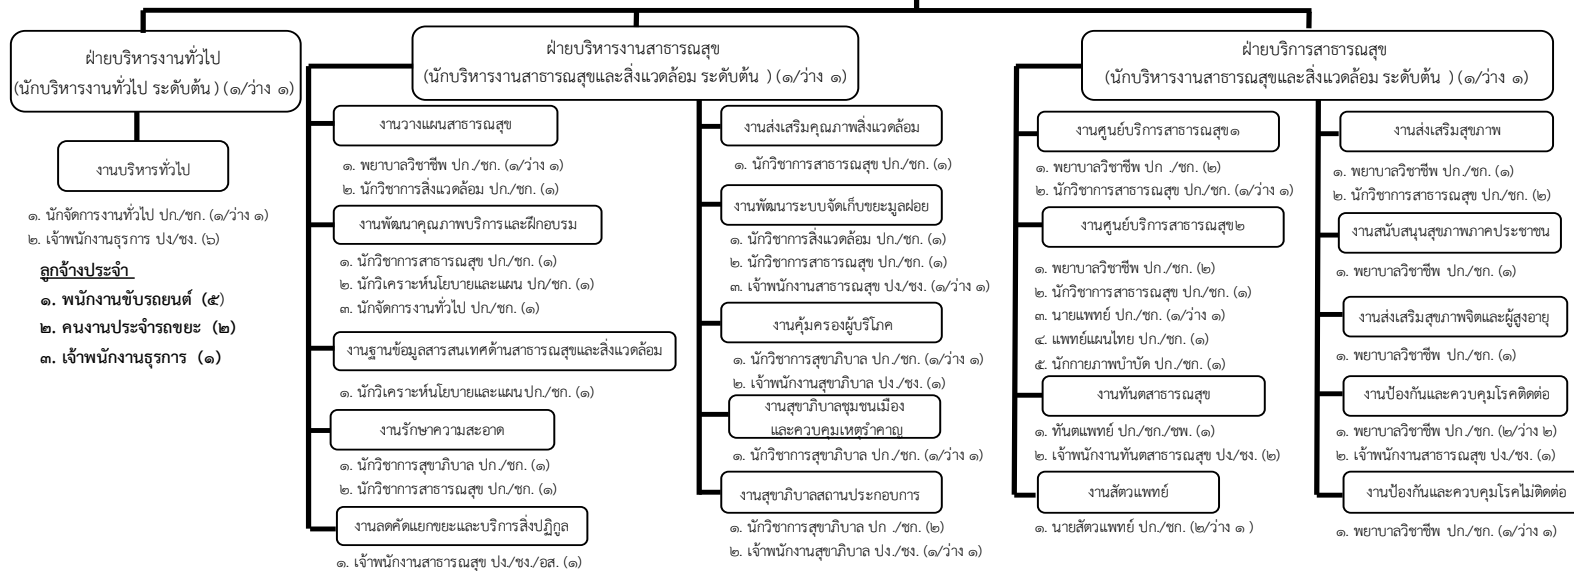 ฝ่ายบริหารงานทั่วไป
(นักบริหารงานทั่วไป ระดับต้น ) (๑/ว่าง ๑)
งานบริหารทั่วไป
๑. นักจัดการงานทั่วไป ปก/ชก. (๑/ว่าง ๑)
๒. เจ้าพนักงานธุรการ ปง/ชง. (๖)
ลูกจ้างประจำ
๑. พนักงานขับรถยนต์ (๕)
๒. คนงานประจำรถขยะ (๒)
๓. เจ้าพนักงานธุรการ (๑)
ฝ่ายบริหารงานสาธารณสุข
(นักบริหารงานสาธารณสุขและสิ่งแวดล้อม ระดับต้น ) (๑/ว่าง ๑)
งานวางแผนสาธารณสุข
๑. พยาบาลวิชาชีพ ปก./ชก. (๑/ว่าง ๑)
๒. นักวิชาการสิ่งแวดล้อม ปก./ชก. (๑)
งานพัฒนาคุณภาพบริการและฝึกอบรม
๑. นักวิชาการสาธารณสุข ปก./ชก. (๑)
๒. นักวิเคราะห์นโยบายและแผน ปก/ชก. (๑)
๓. นักจัดการงานทั่วไป ปก/ชก. (๑)
งานฐานข้อมูลสารสนเทศด้านสาธารณสุขและสิ่งแวดล้อม
๑. นักวิเคราะห์นโยบายและแผน ปก./ชก. (๑)
งานรักษาความสะอาด
๑. นักวิชาการสุขาภิบาล ปก./ชก. (๑)
๒. นักวิชาการสาธารณสุข ปก/ชก. (๑)
งานลดคัดแยกขยะและบริการสิ่งปฏิกูล
๑. เจ้าพนักงานสาธารณสุข ปง./ชง./อส. (๑)
งานส่งเสริมคุณภาพสิ่งแวดล้อม
๑. นักวิชาการสาธารณสุข ปก./ชก. (๑)
งานพัฒนาระบบจัดเก็บขยะมูลฝอย
๑. นักวิชาการสิ่งแวดล้อม ปก./ชก. (๑)
๒. นักวิชาการสาธารณสุข ปก./ชก. (๑)
๓. เจ้าพนักงานสาธารณสุข ปง./ชง. (๑/ว่าง ๑)
งานคุ้มครองผู้บริโภค
๑. นักวิชาการสุขาภิบาล ปก./ชก. (๑/ว่าง ๑)
๒. เจ้าพนักงานสุขาภิบาล ปง./ชง. (๑)
งานสุขาภิบาลชุมชนเมือง
และควบคุมเหตุรำคาญ
๑. นักวิชาการสุขาภิบาล ปก./ชก. (๑/ว่าง ๑)
งานสุขาภิบาลสถานประกอบการ
๑. นักวิชาการสุขาภิบาล ปก ./ชก. (๒)
๒. เจ้าพนักงานสุขาภิบาล ปง./ชง. (๑/ว่าง ๑)
ฝ่ายบริการสาธารณสุข
(นักบริหารงานสาธารณสุขและสิ่งแวดล้อม ระดับต้น ) (๑/ว่าง ๑)
งานศูนย์บริการสาธารณสุข๑
๑. พยาบาลวิชาชีพ ปก ./ชก. (๒)
๒. นักวิชาการสาธารณสุข ปก/ชก. (๑/ว่าง ๑)
งานศูนย์บริการสาธารณสุข๒
๑. พยาบาลวิชาชีพ ปก./ชก. (๒)
๒. นักวิชาการสาธารณสุข ปก/ชก. (๑)
๓. นายแพทย์ ปก./ชก. (๑/ว่าง ๑)
๔. แพทย์แผนไทย ปก./ชก. (๑)
๕. นักกายภาพบำบัด ปก./ชก. (๑)
งานทันตสาธารณสุข
๑. ทันตแพทย์ ปก./ชก./ชพ. (๑)
๒. เจ้าพนักงานทันตสาธารณสุข ปง/ชง. (๒)
งานสัตวแพทย์
๑. นายสัตวแพทย์ ปก./ชก. (๒/ว่าง ๑ )
งานส่งเสริมสุขภาพ
๑. พยาบาลวิชาชีพ ปก./ชก. (๑)
๒. นักวิชาการสาธารณสุข ปก./ชก. (๒)
งานสนับสนุนสุขภาพภาคประชาชน
๑. พยาบาลวิชาชีพ ปก./ชก. (๑)
งานส่งเสริมสุขภาพจิตและผู้สูงอายุ
๑. พยาบาลวิชาชีพ ปก./ชก. (๑)
งานป้องกันและควบคุมโรคติดต่อ
๑. พยาบาลวิชาชีพ ปก./ชก. (๒/ว่าง ๒)
๒. เจ้าพนักงานสาธารณสุข ปง./ชง. (๑)
งานป้องกันและควบคุมโรคไม่ติดต่อ
๑. พยาบาลวิชาชีพ ปก./ชก. (๑/ว่าง ๑)